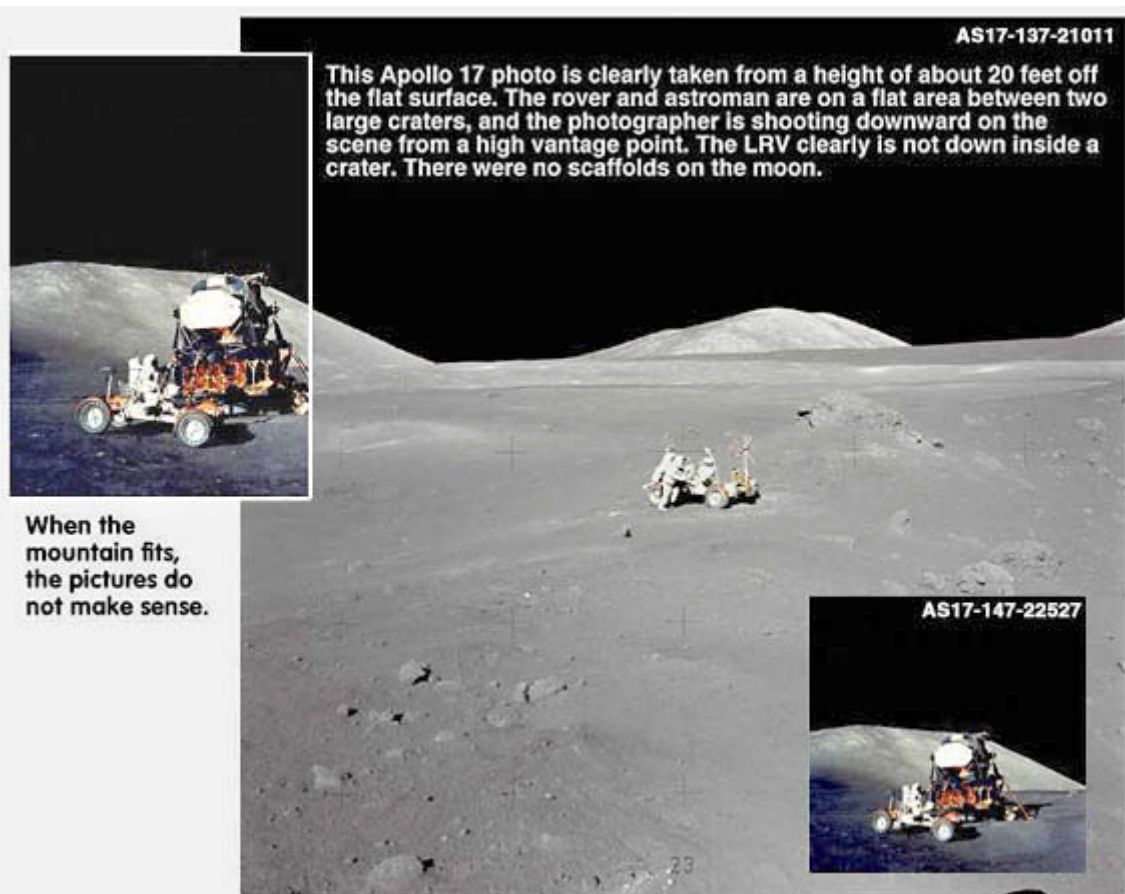 AS17-137-21011
This Apollo 17 photo is clearly taken from a height of about 20 feet off
the flat surface. The rover and astroman are on a flat area between two
large craters, and the photographer is shooting downward on the
scene from a high vantage point. The LRV clearly is not down inside a
crater. There were no scaffolds on the moon.
When the
mountain fits,
the pictures do
not make sense.
AS17-147-22527
23